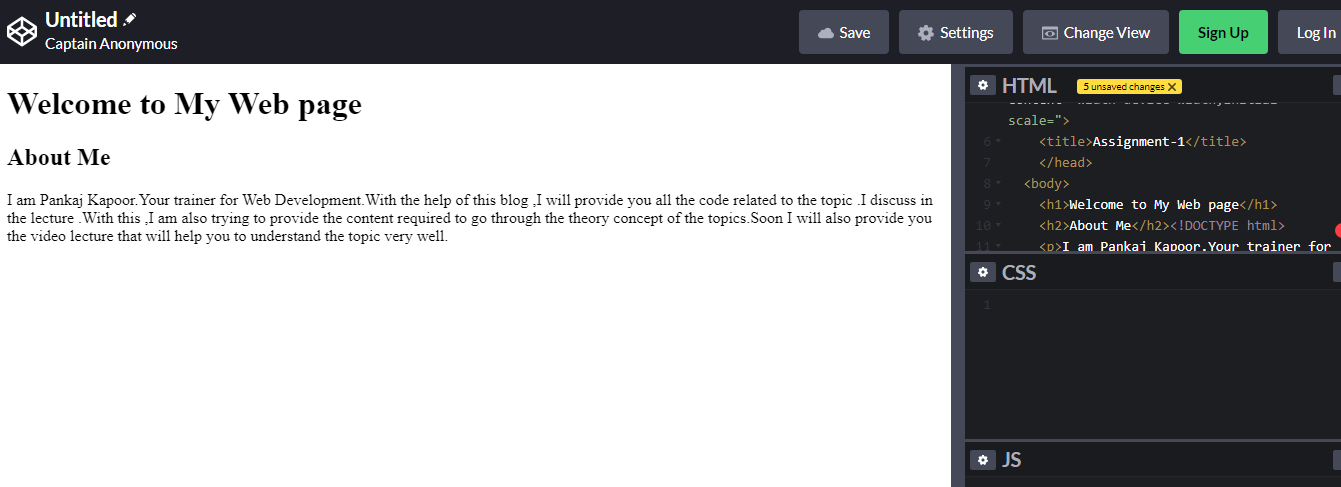 Untitled
Captain Anonymous
Save
Settings
Change View
Sign Up
Log In
Welcome to My Web page
About Me
I am Pankaj Kapoor.Your trainer for Web Development.With the help of this blog ,I will provide you all the code related to the topic .I discuss in
the lecture .With this ,I am also trying to provide the content required to go through the theory concept of the topics.Soon I will also provide you
the video lecture that will help you to understand the topic very well.
HTML
5 unsaved changes X
scale=">
6 <title>Assignment-1</title>
7 </head>
8 <body>
9 <h1>Welcome to My Web page</h1>
10 <h2>About Me</h2><!DOCTYPE html>
11 <p>I am Pankaj Kapoor.Your trainer for
CSS
1
JS